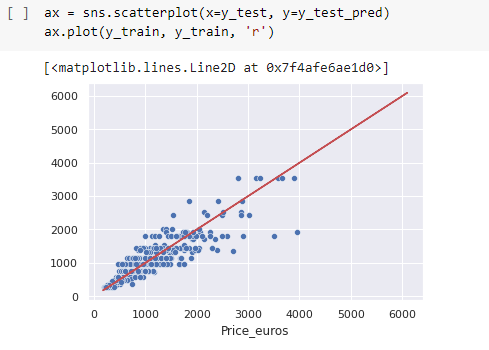 [ ] ax = sns.scatterplot(x=y_test, y=y_test_pred)
ax.plot(y_train, y_train, 'r')
[<matplotlib.lines.Line2D at 0x7f4afe6ae1d0>]
6000
5000
4000
3000
2000
1000
0
0 1000 2000 3000 4000 5000 6000
Price_euros